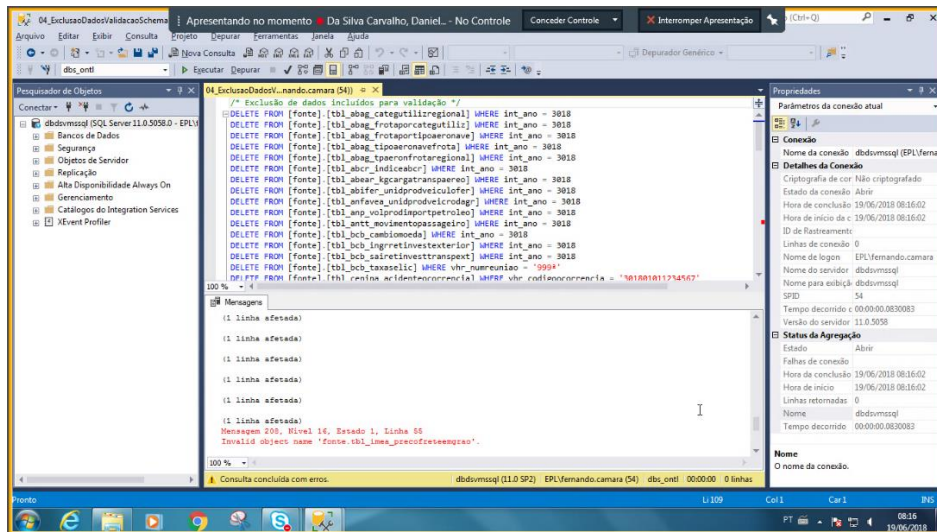 04_ExclusaoDadosValidacaoSchema
Apresentando no momento
Da Silva Carvalho, Daniel.. - No Controle
Conceder Controle
Interromper Apresentação
(Ctrl+Q)
Arquivo Editar Exibir Consulta Projeto Depurar Ferramentas Janela Ajuda
Nova Consulta
Depurador Genérico
dbs_ontl
Executar Depurar
Pesquisador de Objetos
Conectar
dbdsvmssql (SQL Server 11.0.5058.0 - EPL\f
Bancos de Dados
Segurança
Objetos de Servidor
Replicação
Alta Disponibilidade Always On
Gerenciamento
Catálogos do Integration Services
XEvent Profiler
04_ExclusaoDadosV...nando.camara (54))
/* Exclusão de dados incluídos para validação */
DELETE FROM [fonte].[tbl_abag_categutilizregional] WHERE int_ano = 3018
DELETE FROM [fonte].[tbl_abag_frotaporcategutiliz] WHERE int_ano = 3018
DELETE FROM [fonte].[tbl_abag_frotaportipoaeronave] WHERE int_ano = 3018
DELETE FROM [fonte].[tbl_abag_tipoaeronavefrota] WHERE int_ano = 3018
DELETE FROM [fonte].[tbl_abag_tpaeronfrotaregional] WHERE int_ano = 3018
DELETE FROM [fonte].[tbl_abcr_indiceabcr] WHERE int_ano = 3018
DELETE FROM [fonte].[tbl_abear_kgcargatranspaereo] WHERE int_ano = 3018
DELETE FROM [fonte].[tbl_abifer_unidprodveiculofer] WHERE int_ano = 3018
DELETE FROM [fonte].[tbl_anfavea_unidprodveicrodagr] WHERE int_ano = 3018
DELETE FROM [fonte].[tbl_anp_volprodimportpetroleo] WHERE int_ano = 3018
DELETE FROM [fonte].[tbl_antt_movimentopassageiro] WHERE int_ano = 3018
DELETE FROM [fonte].[tbl_bcb_cambiomoeda] WHERE int_ano = 3018
DELETE FROM [fonte].[tbl_bcb_ingrretinvestexterior] WHERE int_ano = 3018
DELETE FROM [fonte].[tbl_bcb_sairetinvesttranspext] WHERE int_ano = 3018
DELETE FROM [fonte].[tbl_bcb_taxaselic] WHERE vhr_numreuniao = '999ª'
DELETE FROM [fonte].[tbl_cenipa_acidenteocorrencia] WHERE vhr_codigoocorrencia = '301801011234567'
100 %
Mensagens
(1 linha afetada)
(1 linha afetada)
(1 linha afetada)
(1 linha afetada)
(1 linha afetada)
(1 linha afetada)
Mensagem 208, Nível 16, Estado 1, Linha 55
Invalid object name 'fonte.tbl_imea_precofreteemgrao'.
100 %
Consulta concluída com erros.
dbdsvmssql (11.0 SP2) EPL\fernando.camara (54) dbs_ontl 00:00:00 0 linhas
Propriedades
Parâmetros da conexão atual
Conexão
Nome da conexão dbdsvmssql (EPL\ferna
Detalhes da Conexão
Criptografia de cor Não criptografado
Estado da conexão Abrir
Hora de conclusão 19/06/2018 08:16:02
Hora de início da c 19/06/2018 08:16:02
ID de Rastreamento
Linhas de conexão 0
Nome de logon EPL\fernando.camara
Nome do servidor dbdsvmssql
Nome para exibiçã dbdsvmssql
SPID 54
Tempo decorrido c 00:00:00.0830083
Versão do servidor 11.0.5058
Status da Agregação
Estado Abrir
Falhas de conexão
Hora da conclusão 19/06/2018 08:16:02
Hora de início 19/06/2018 08:16:02
Linhas retornadas 0
Nome dbdsvmssql
Tempo decorrido 00:00:00.0830083
Nome
O nome da conexão.
Pronto
Li 109 Col 1 Car 1 INS
PT
08:16
19/06/2018